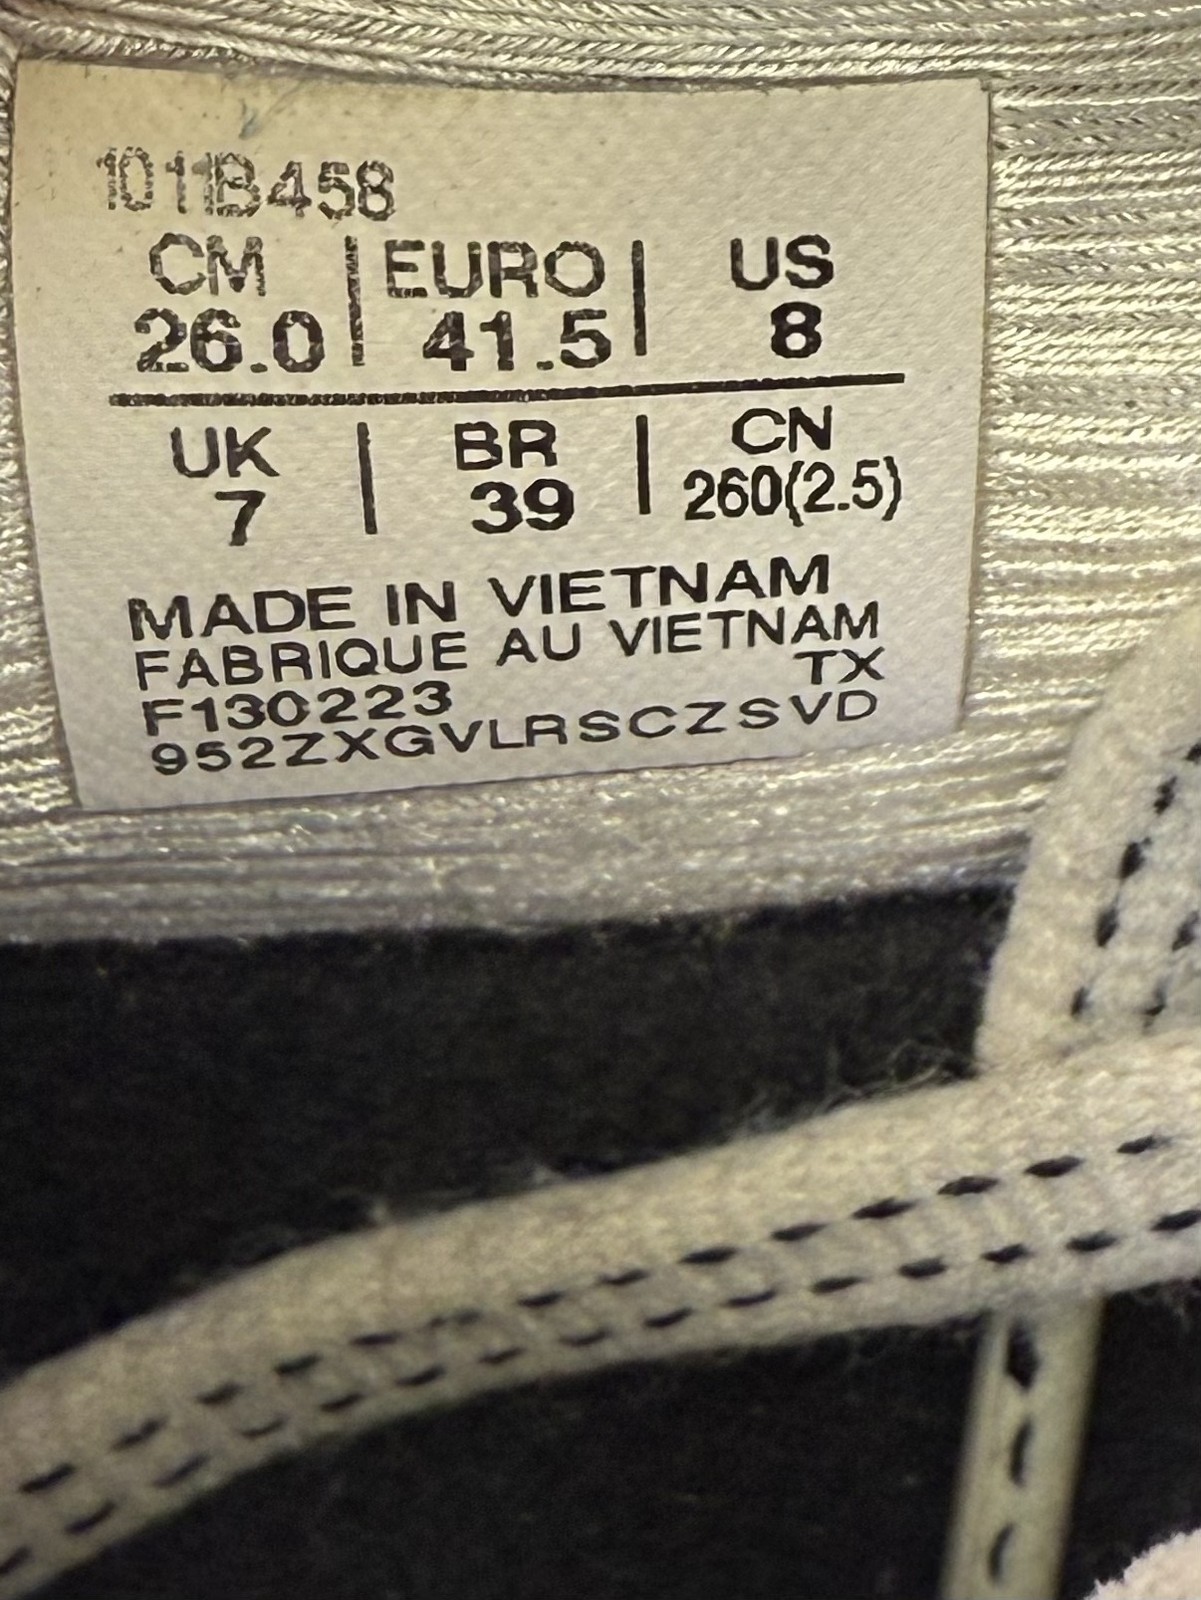 1011B458
CM | EURO | US
26.0 | 41.5 | 8
UK | BR | CN
7 | 39 | 260(2.5)
MADE IN VIETNAM
FABRIQUE AU VIETNAM
F130223 TX
952ZXGVLRSCZSVD